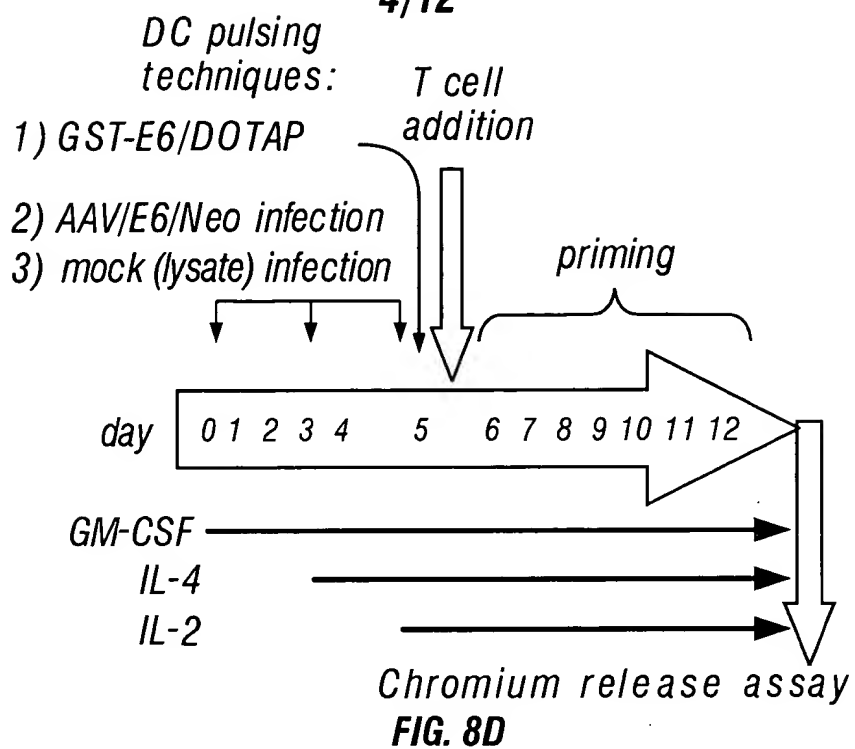 4/12
DC pulsing
techniques:
T cell
addition
1) GST-E6/DOTAP
2) AAV/E6/Neo infection
3) mock (lysate) infection
priming
day 0 1 2 3 4 5 6 7 8 9 10 11 12
GM-CSF
IL-4
IL-2
Chromium release assay
FIG. 8D